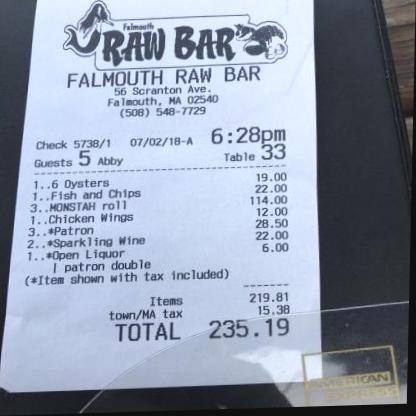 Falmouth
RAW BAR
FALMOUTH RAW BAR
56 Scranton Ave.
Falmouth, MA 02540
(508) 548-7729
Check 5738/1 07/02/18-A 6:28pm
Guests 5 Abby Table 33
1..6 Oysters 19.00
1..Fish and Chips 22.00
3..MONSTAH roll 114.00
1..Chicken Wings 12.00
3..*Patron 28.50
2..*Sparkling Wine 22.00
1..*Open Liquor 6.00
| patron double
(*Item shown with tax included)
Items 219.81
town/MA tax 15.38
TOTAL 235.19
AMERICAN
EXPRESS